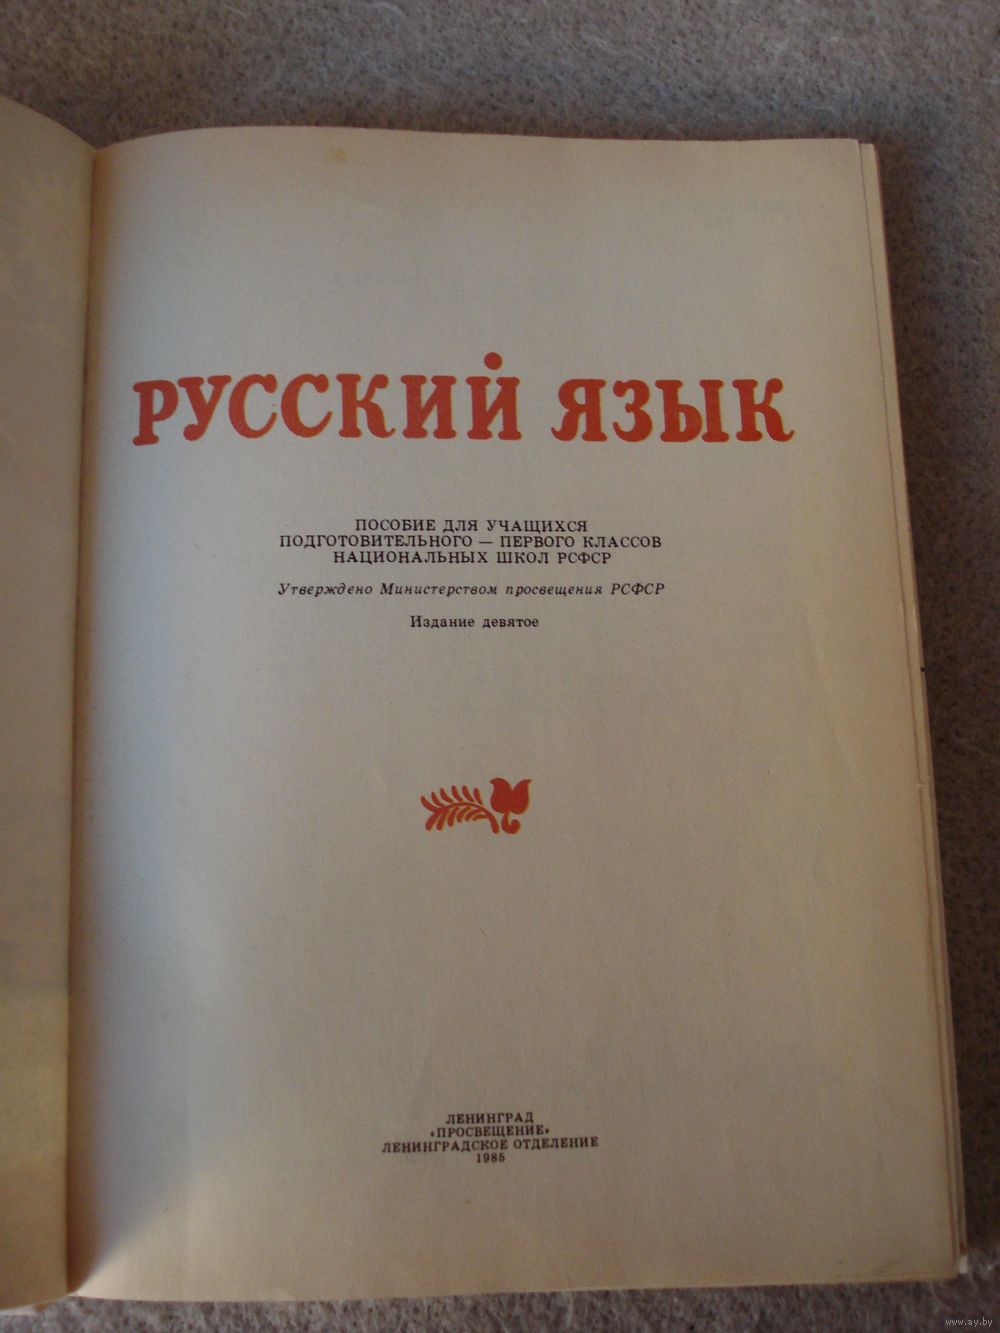 РУССКИЙ ЯЗЫК
ПОСОБИЕ ДЛЯ УЧАЩИХСЯ
ПОДГОТОВИТЕЛЬНОГО — ПЕРВОГО КЛАССОВ
НАЦИОНАЛЬНЫХ ШКОЛ РСФСР
Утверждено Министерством просвещения РСФСР
Издание девятое
ЛЕНИНГРАД
«ПРОСВЕЩЕНИЕ»
ЛЕНИНГРАДСКОЕ ОТДЕЛЕНИЕ
1985
www.ay.by